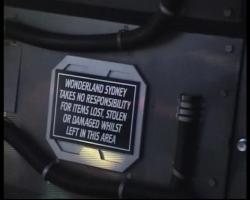 WONDERLAND SYDNEY
TAKES NO RESPONSIBILITY
FOR ITEMS LOST, STOLEN
OR DAMAGED WHILST
LEFT IN THIS AREA